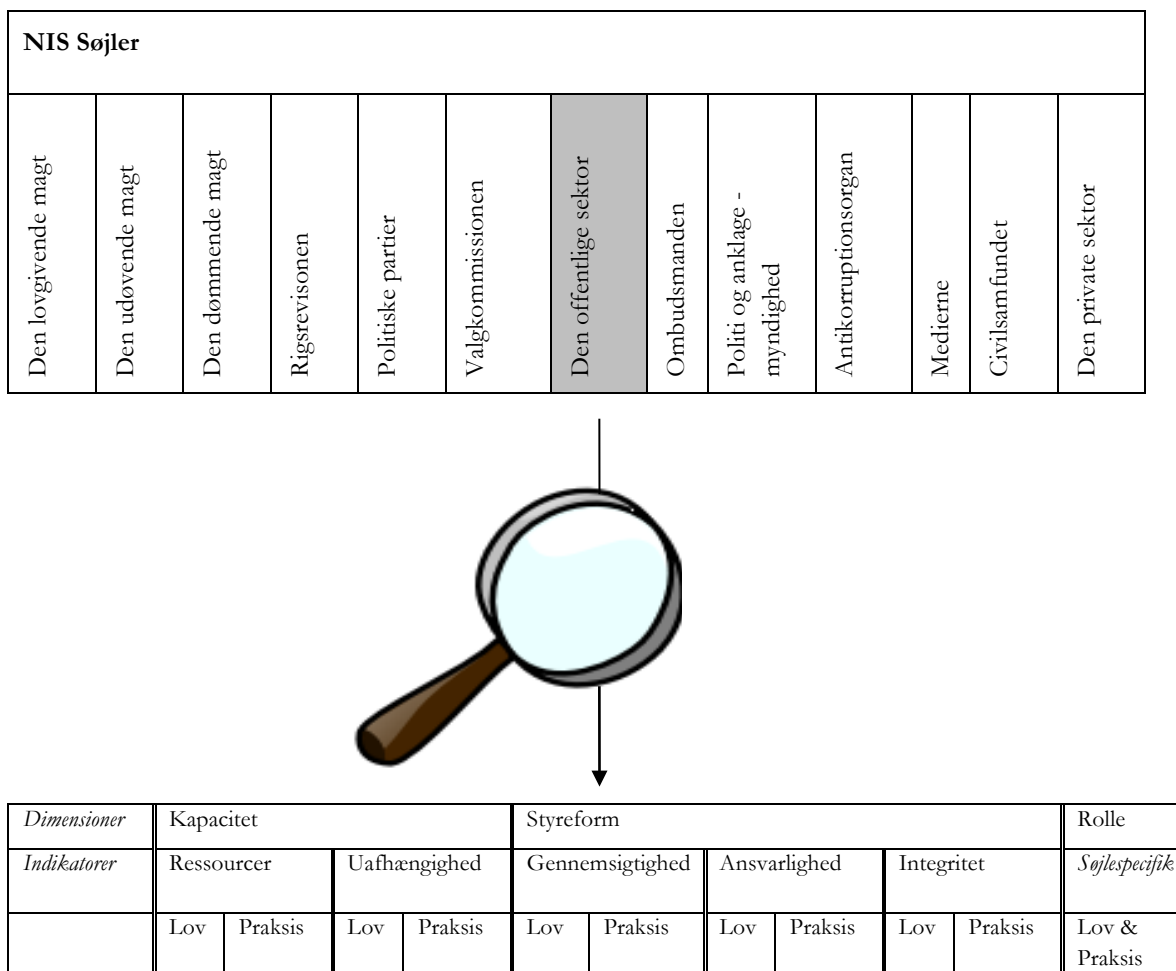 NIS Søjler
Den lovgivende magt
Den udøvende magt
Den dømmende magt
Rigsrevisonen
Politiske partier
Valgkommissionen
Den offentlige sektor
Ombudsmanden
Politi og anklage -
myndighed
Antikorruptionsorgan
Medierne
Civilsamfundet
Den private sektor
Dimensioner Kapacitet Styreform Rolle
Indikatorer Ressourcer Uafhængighed Gennemsigtighed Ansvarlighed Integritet Søjlespecifik
Lov Praksis Lov Praksis Lov Praksis Lov Praksis Lov Praksis Lov &
Praksis